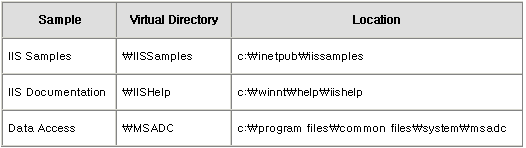 Sample Virtual Directory Location
IIS Samples ₩IISSamples c:₩inetpub₩iissamples
IIS Documentation ₩IISHelp c:₩winnt₩help₩iishelp
Data Access ₩MSADC c:₩program files₩common files₩system₩msadc